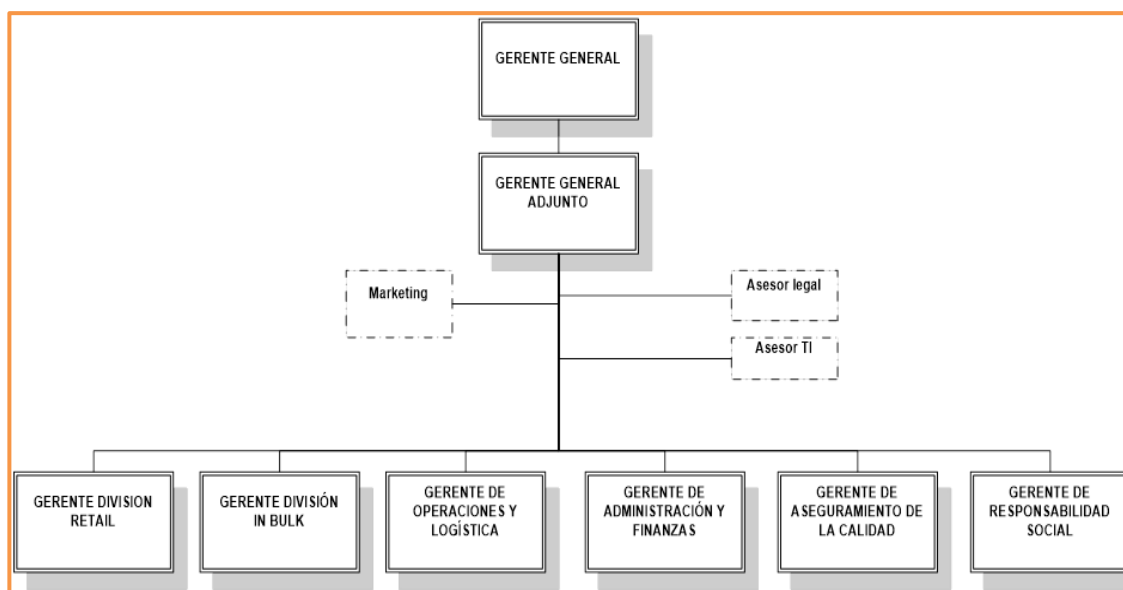 GERENTE GENERAL
GERENTE GENERAL
ADJUNTO
Marketing
Asesor legal
Asesor TI
GERENTE DIVISION
RETAIL
GERENTE DIVISIÓN
IN BULK
GERENTE DE
OPERACIONES Y
LOGÍSTICA
GERENTE DE
ADMINISTRACIÓN Y
FINANZAS
GERENTE DE
ASEGURAMIENTO DE
LA CALIDAD
GERENTE DE
RESPONSABILIDAD
SOCIAL